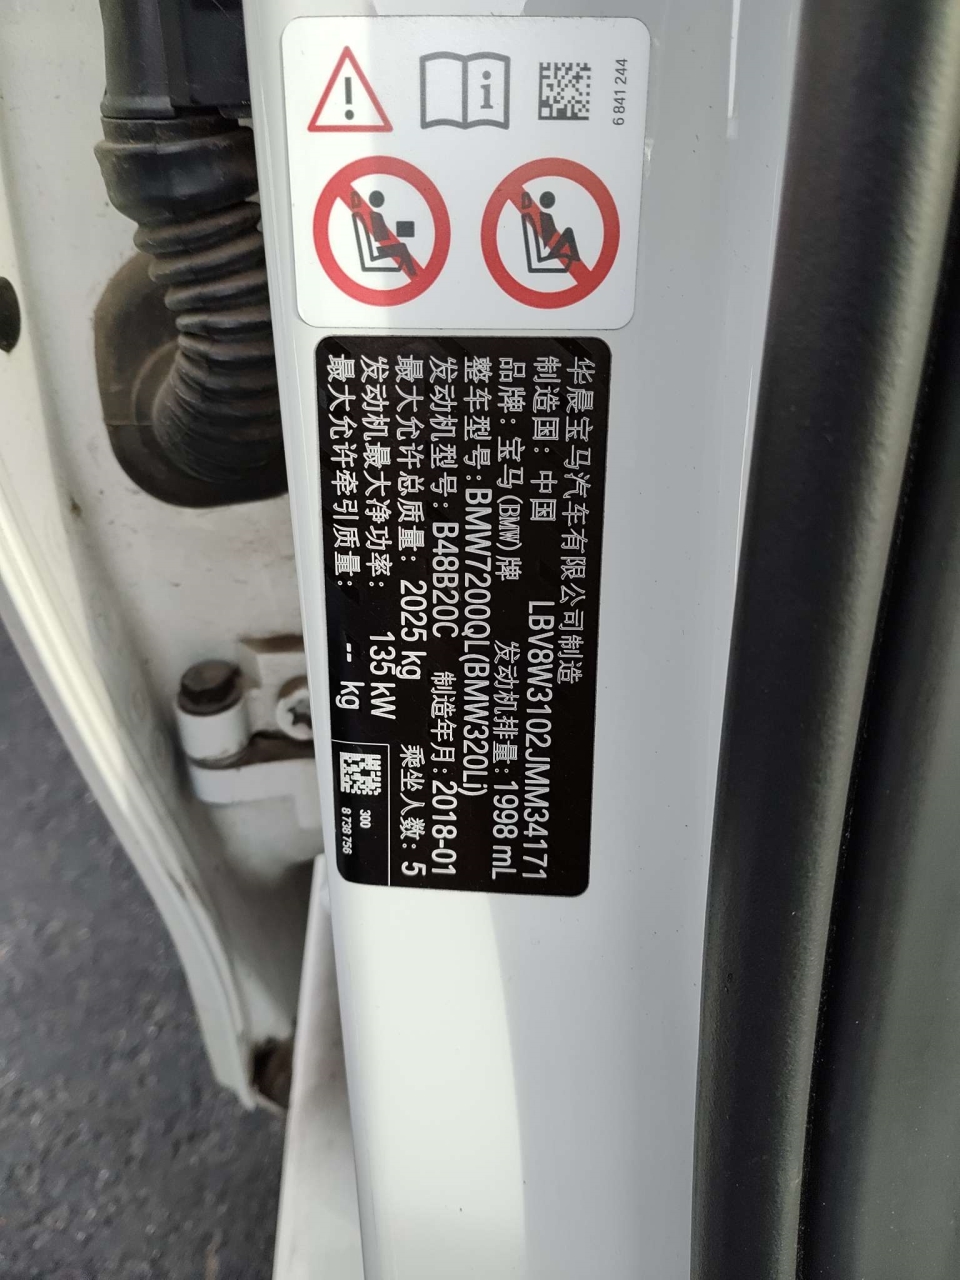 6 841 244
华晨宝马汽车有限公司制造
制造国：中国 LBV8W3102JMM34171
品牌：宝马(BMW)牌 发动机排量：1998 mL
整车型号：BMW7200QL(BMW320Li)
发动机型号：B48B20C 制造年月：2018-01
最大允许总质量：2025 kg 乘坐人数：5
发动机最大净功率：135 kW
最大允许牵引质量：-- kg
300
8 738 756